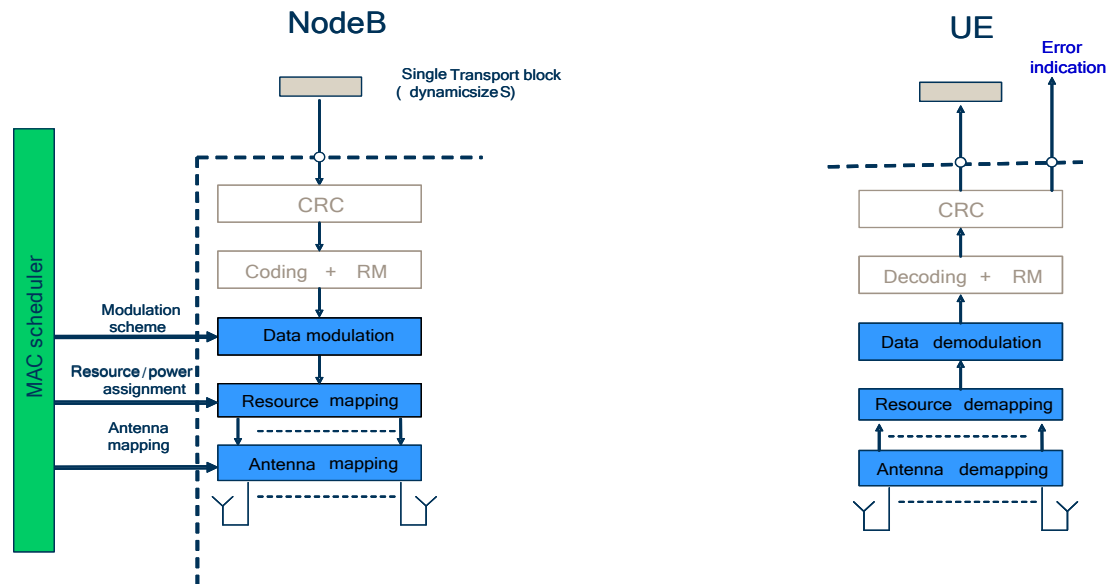 NodeB
UE
Error
indication
Single Transport block
( dynamicsize S)
MAC scheduler
CRC
Coding + RM
Modulation
scheme
Data modulation
Resource / power
assignment
Resource mapping
Antenna
mapping
Antenna mapping
CRC
Decoding + RM
Data demodulation
Resource demapping
Antenna demapping